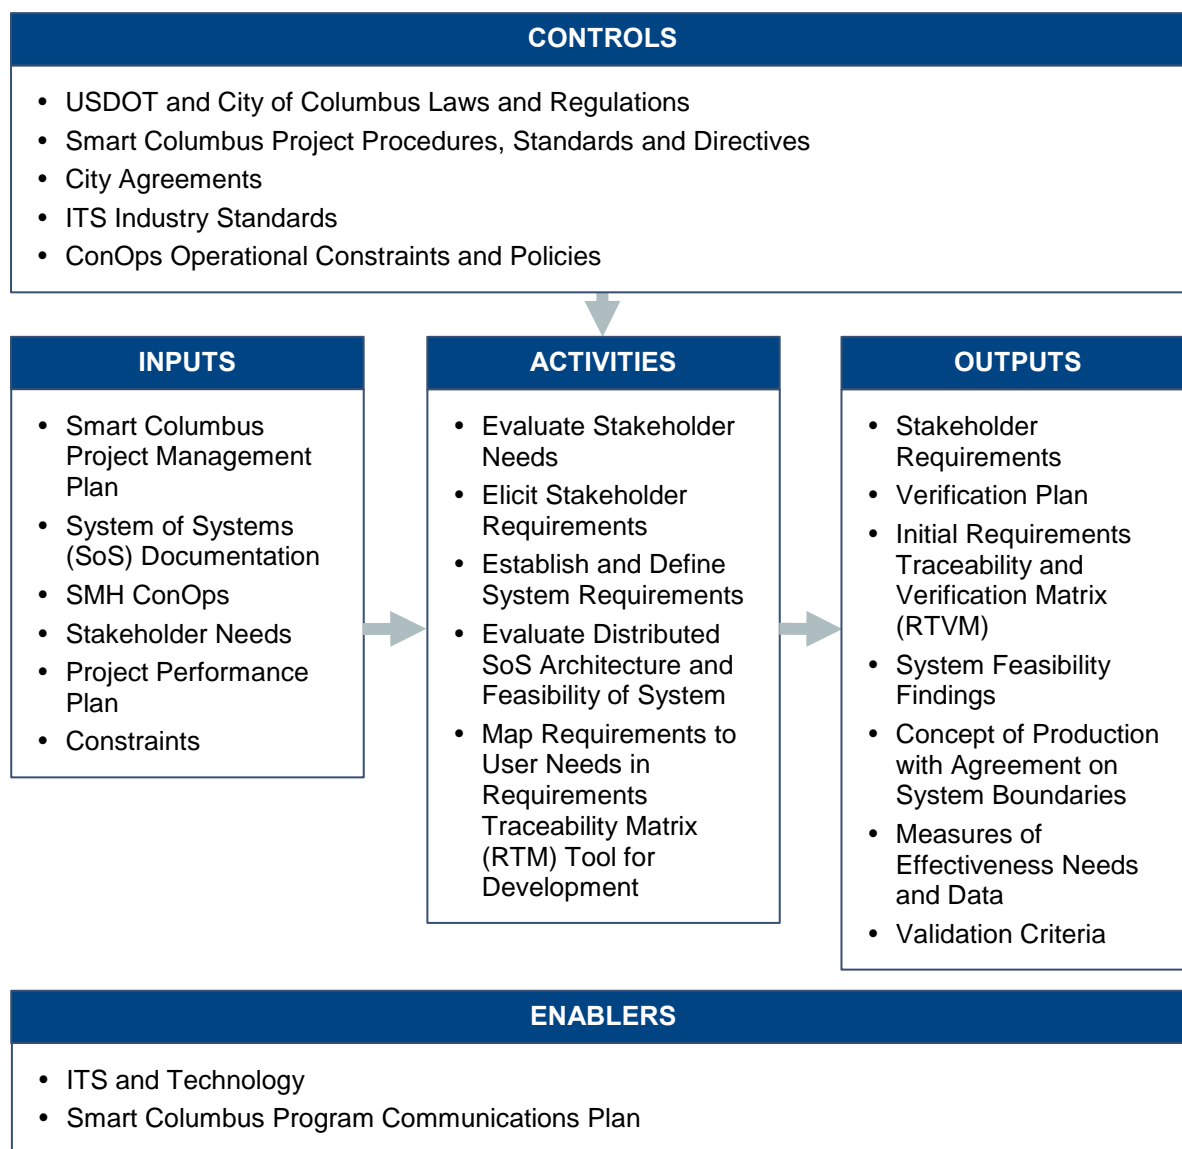 CONTROLS
• USDOT and City of Columbus Laws and Regulations
• Smart Columbus Project Procedures, Standards and Directives
• City Agreements
• ITS Industry Standards
• ConOps Operational Constraints and Policies
INPUTS
• Smart Columbus
Project Management
Plan
• System of Systems
(SoS) Documentation
• SMH ConOps
• Stakeholder Needs
• Project Performance
Plan
• Constraints
ACTIVITIES
• Evaluate Stakeholder
Needs
• Elicit Stakeholder
Requirements
• Establish and Define
System Requirements
• Evaluate Distributed
SoS Architecture and
Feasibility of System
• Map Requirements to
User Needs in
Requirements
Traceability Matrix
(RTM) Tool for
Development
OUTPUTS
• Stakeholder
Requirements
• Verification Plan
• Initial Requirements
Traceability and
Verification Matrix
(RTVM)
• System Feasibility
Findings
• Concept of Production
with Agreement on
System Boundaries
• Measures of
Effectiveness Needs
and Data
• Validation Criteria
ENABLERS
• ITS and Technology
• Smart Columbus Program Communications Plan